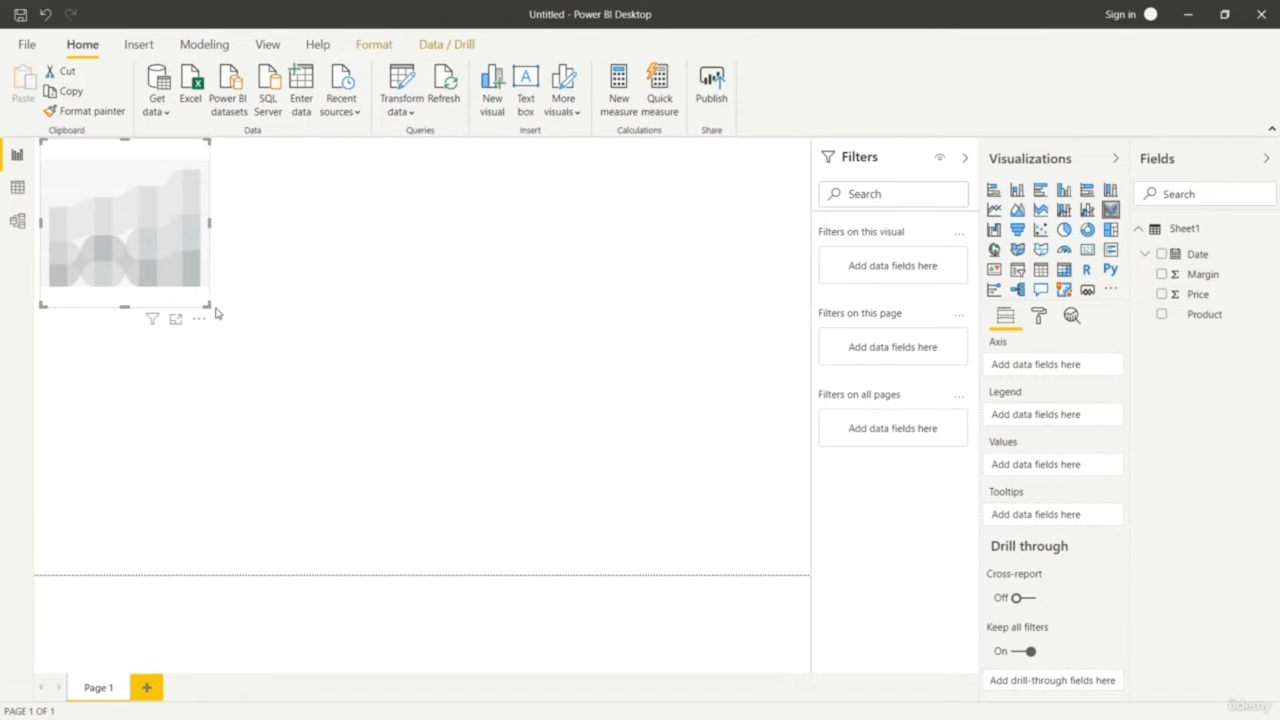 Untitled - Power BI Desktop
Sign in
File Home Insert Modeling View Help Format Data / Drill
Paste
Cut
Copy
Format painter
Clipboard
Get data
Excel
Power BI datasets
SQL Server
Enter data
Recent sources
Data
Transform data
Refresh
Queries
New visual
Text box
More visuals
Insert
New measure
Quick measure
Calculations
Publish
Share
Filters
Search
Filters on this visual
Add data fields here
Filters on this page
Add data fields here
Filters on all pages
Add data fields here
Visualizations
R
Py
Axis
Add data fields here
Legend
Add data fields here
Values
Add data fields here
Tooltips
Add data fields here
Drill through
Cross-report
Off
Keep all filters
On
Add drill-through fields here
Fields
Search
Sheet1
Date
Σ Margin
Σ Price
Product
Page 1
PAGE 1 OF 1
ûdemy